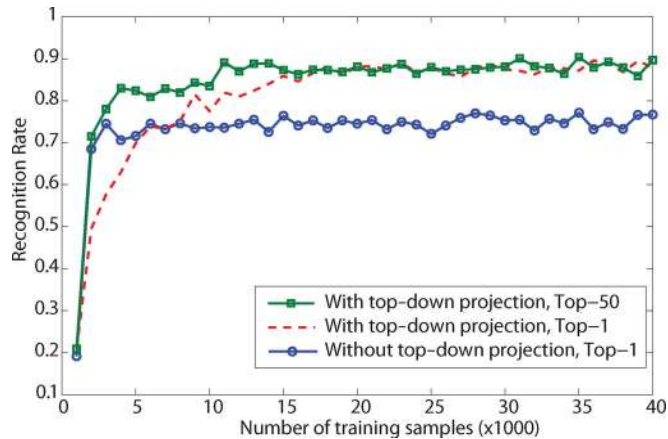 1
0.9
0.8
0.7
0.6
0.5
0.4
0.3
0.2
0.1
Recognition Rate
With top-down projection, Top-50
With top-down projection, Top-1
Without top-down projection, Top-1
0 5 10 15 20 25 30 35 40
Number of training samples (x1000)